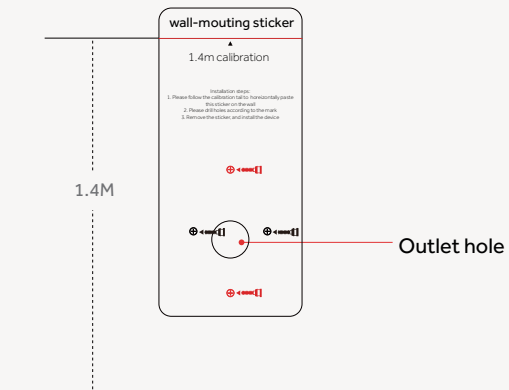 wall-mouting sticker
1.4m calibration
Installation steps:
1. Please follow the calibration tail to horeizontally paste
this sticker on the wall
2. Please drill holes according to the mark
3. Remove the sticker, and install the device
1.4M
Outlet hole